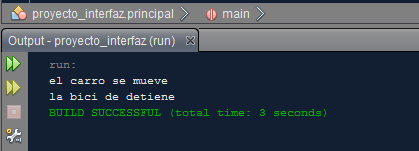 proyecto_interfaz.principal main
Output - proyecto_interfaz (run)
run:
el carro se mueve
la bici de detiene
BUILD SUCCESSFUL (total time: 3 seconds)